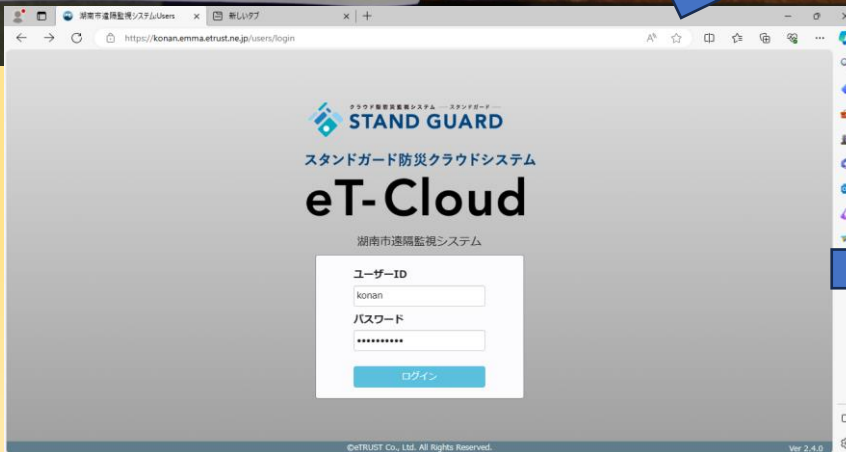 湖南市遠隔監視システム:Users
新しいタブ
https://konan.emma.etrust.ne.jp/users/login
クラウド型防災監視システム ースタンドガードー
STAND GUARD
スタンドガード防災クラウドシステム
eT-Cloud
湖南市遠隔監視システム
ユーザーID
konan
パスワード
••••••••••
ログイン
©eTRUST Co., Ltd. All Rights Reserved.
Ver 2.4.0